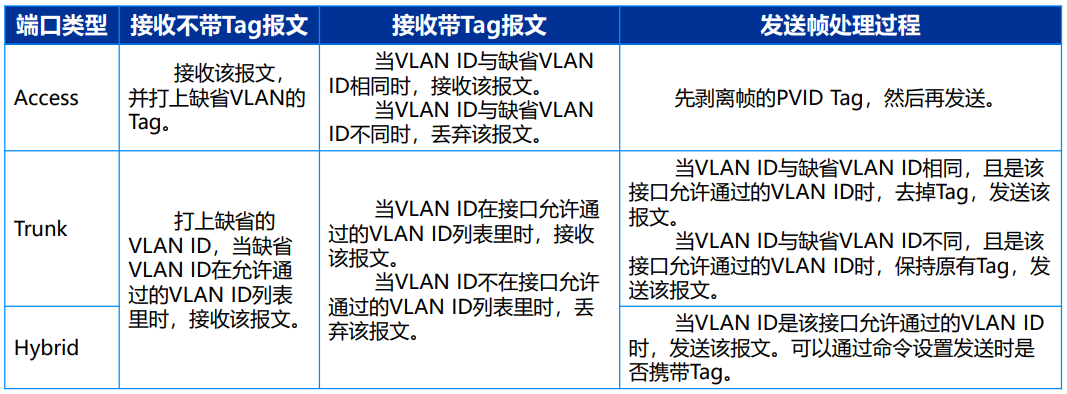 端口类型
接收不带Tag报文
接收带Tag报文
发送帧处理过程
Access
接收该报文，
并打上缺省VLAN的
Tag。
当VLAN ID与缺省VLAN
ID相同时，接收该报文。
当VLAN ID与缺省VLAN
ID不同时，丢弃该报文。
先剥离帧的PVID Tag，然后再发送。
Trunk
打上缺省的
VLAN ID，当缺省
VLAN ID在允许通
过的VLAN ID列表
里时，接收该报文。
当VLAN ID在接口允许通
过的VLAN ID列表里时，接收
该报文。
当VLAN ID不在接口允许
通过的VLAN ID列表里时，丢
弃该报文。
当VLAN ID与缺省VLAN ID相同，且是该
接口允许通过的VLAN ID时，去掉Tag，发送该
报文。
当VLAN ID与缺省VLAN ID不同，且是该
接口允许通过的VLAN ID时，保持原有Tag，发
送该报文。
Hybrid
当VLAN ID是该接口允许通过的VLAN ID
时，发送该报文。可以通过命令设置发送时是
否携带Tag。